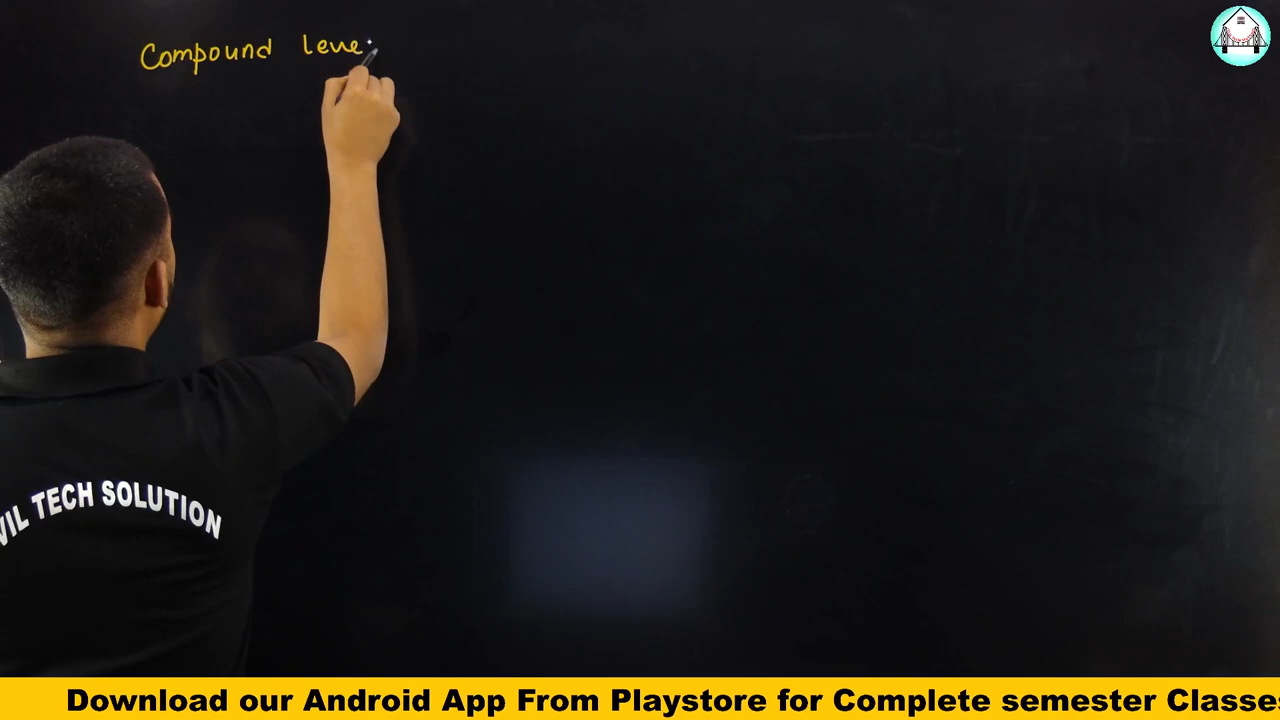 Compound leve
VIL TECH SOLUTION
Download our Android App From Playstore for Complete semester Classes